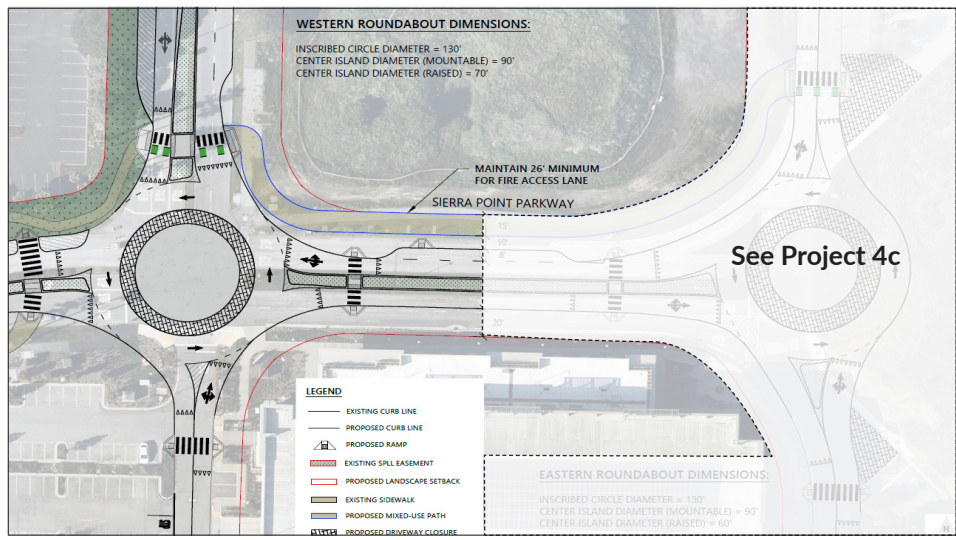 WESTERN ROUNDABOUT DIMENSIONS:
INSCRIBED CIRCLE DIAMETER = 130'
CENTER ISLAND DIAMETER (MOUNTABLE) = 90'
CENTER ISLAND DIAMETER (RAISED) = 70'
MAINTAIN 26' MINIMUM
FOR FIRE ACCESS LANE
SIERRA POINT PARKWAY
15'
10'
8'
See Project 4c
20'
LEGEND
EXISTING CURB LINE
PROPOSED CURB LINE
PROPOSED RAMP
EXISTING SPLL EASEMENT
PROPOSED LANDSCAPE SETBACK
EXISTING SIDEWALK
PROPOSED MIXED-USE PATH
PROPOSED DRIVEWAY CLOSURE
EASTERN ROUNDABOUT DIMENSIONS:
INSCRIBED CIRCLE DIAMETER = 130'
CENTER ISLAND DIAMETER (MOUNTABLE) = 90'
CENTER ISLAND DIAMETER (RAISED) = 60'
N